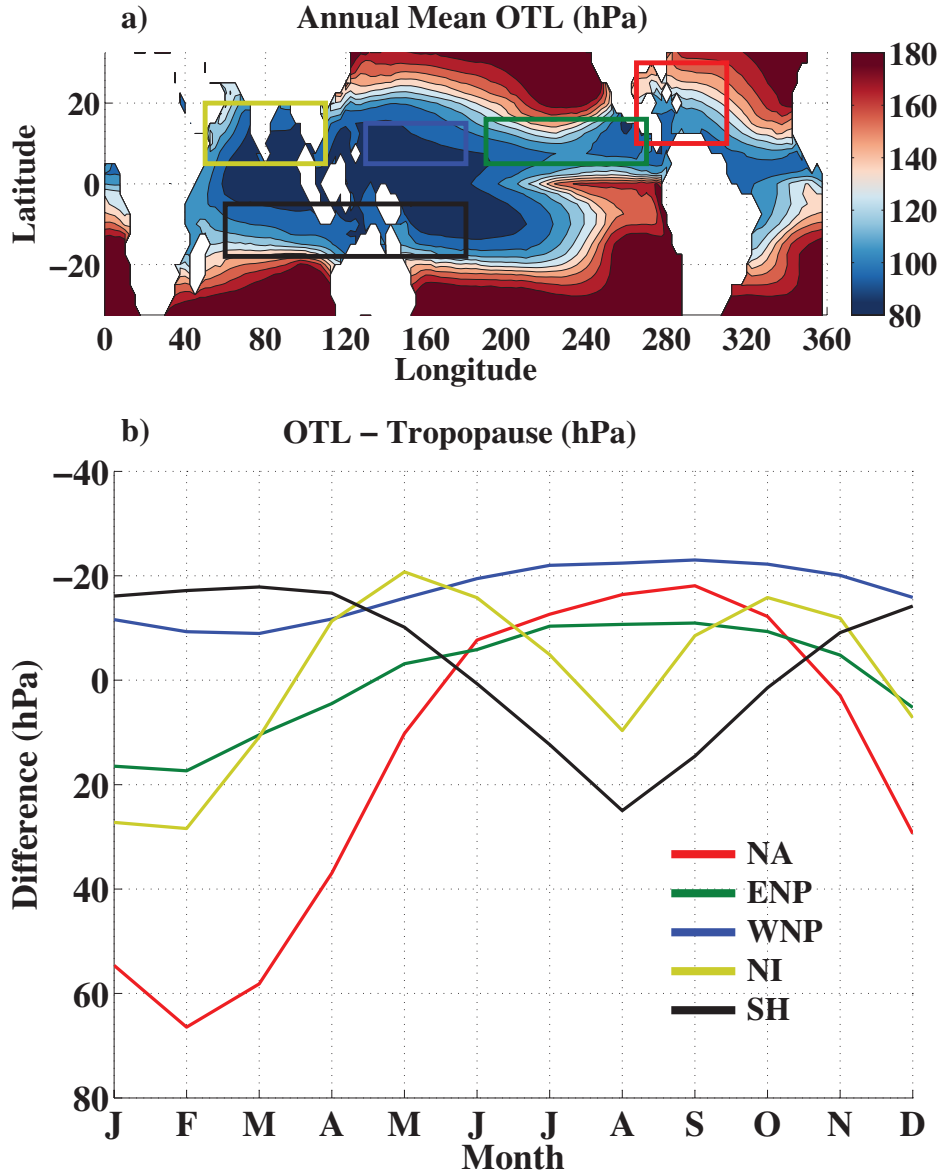 a) Annual Mean OTL (hPa)
Latitude
20
0
−20
0 40 80 120 160 200 240 280 320 360
Longitude
180
160
140
120
100
80
b) OTL − Tropopause (hPa)
Difference (hPa)
−40
−20
0
20
40
60
80
NA
ENP
WNP
NI
SH
J F M A M J J A S O N D
Month